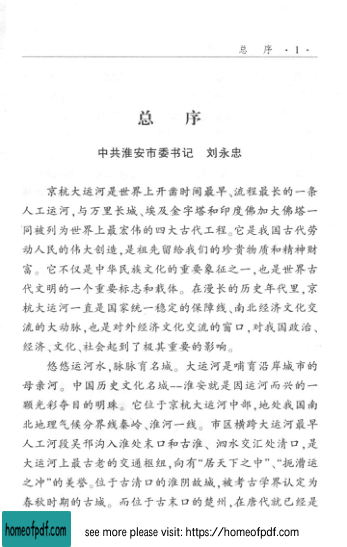 总 序 ·1·
总 序
中共淮安市委书记 刘永忠
京杭大运河是世界上开凿时间最早、流程最长的一条
人工运河,与万里长城、埃及金字塔和印度佛加大佛塔一
同被列为世界上最宏伟的四大古代工程。它是我国古代劳
动人民的伟大创造,是祖先留给我们的珍贵物质和精神财
富。它不仅是中华民族文化的重要象征之一,也是世界古
代文明的一个重要标志和载体。在漫长的历史年代里,京
杭大运河一直是国家统一稳定的保障线、南北经济文化交
流的大动脉,也是对外经济文化交流的窗口,对我国政治、
经济、文化、社会起到了极其重要的影响。
悠悠运河水,脉脉育名城。大运河是哺育沿岸城市的
母亲河。中国历史文化名城--淮安就是因运河而兴的一
颗光彩夺目的明珠。它位于京杭大运河中部,地处我国南
北地理气候分界线秦岭、淮河一线。市区横跨大运河最早
人工河段吴邗沟入淮处末口和古淮、泗水交汇处清口,是
大运河上最古老的交通枢纽,向有“居天下之中”、“扼漕运
之冲”的美誉。位于古清口的淮阴故城,被考古学界认定为
春秋时期的古城。而位于古末口的楚州,在唐代就已经是
homeofpdf.com
see more please visit: https://homeofpdf.com